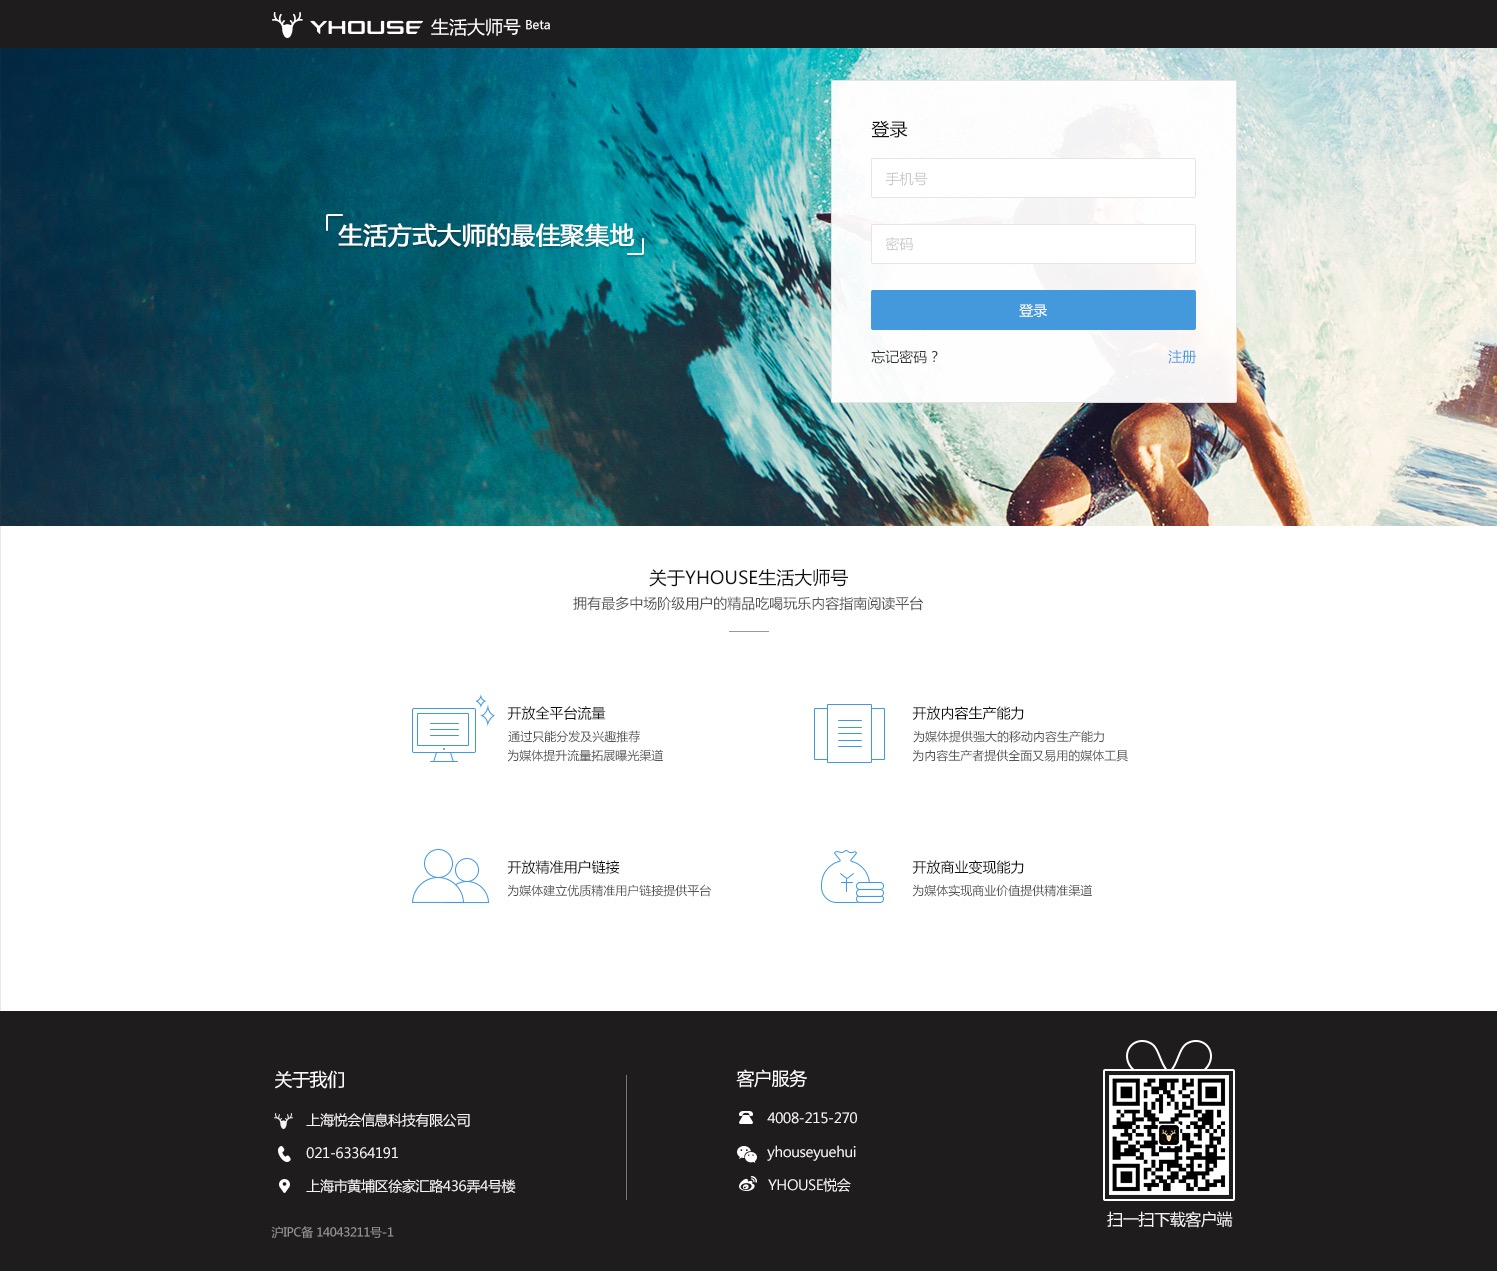 YHOUSE 生活大师号 Beta
登录
手机号
生活方式大师的最佳聚集地
密码
登录
忘记密码？ 注册
关于YHOUSE生活大师号
拥有最多中场阶级用户的精品吃喝玩乐内容指南阅读平台
开放全平台流量
通过只能分发及兴趣推荐
为媒体提升流量拓展曝光渠道
开放内容生产能力
为媒体提供强大的移动内容生产能力
为内容生产者提供全面又易用的媒体工具
开放精准用户链接
为媒体建立优质精准用户链接提供平台
开放商业变现能力
为媒体实现商业价值提供精准渠道
关于我们
上海悦会信息科技有限公司
021-63364191
上海市黄埔区徐家汇路436弄4号楼
沪IPC备 14043211号-1
客户服务
4008-215-270
yhouseyuehui
YHOUSE悦会
扫一扫下载客户端